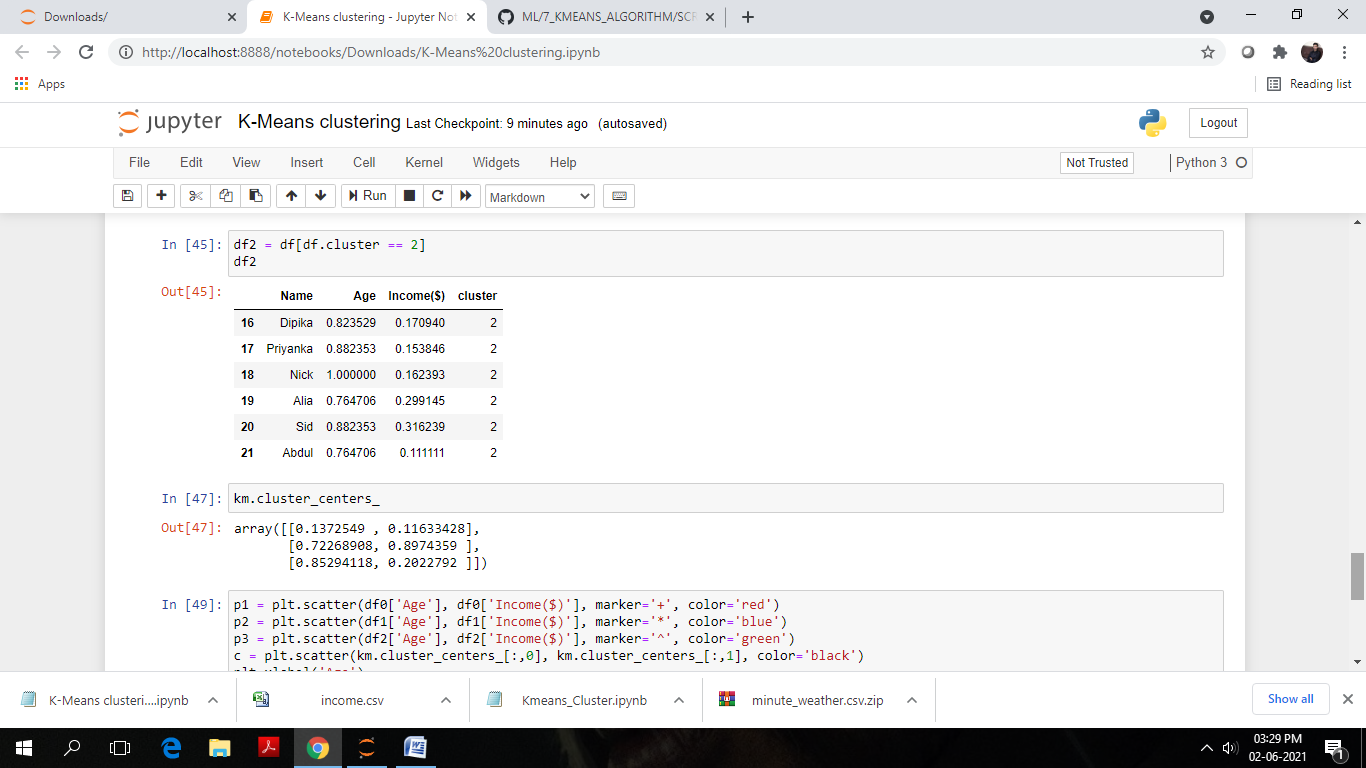 Downloads/
K-Means clustering - Jupyter Not
ML/7_KMEANS_ALGORITHM/SCR
http://localhost:8888/notebooks/Downloads/K-Means%20clustering.ipynb
Apps
Reading list
jupyter K-Means clustering Last Checkpoint: 9 minutes ago (autosaved)
Logout
File Edit View Insert Cell Kernel Widgets Help
Not Trusted
Python 3
Run
Markdown
In [45]: df2 = df[df.cluster == 2]
df2
Out[45]:
Name Age Income($) cluster
16 Dipika 0.823529 0.170940 2
17 Priyanka 0.882353 0.153846 2
18 Nick 1.000000 0.162393 2
19 Alia 0.764706 0.299145 2
20 Sid 0.882353 0.316239 2
21 Abdul 0.764706 0.111111 2
In [47]: km.cluster_centers_
Out[47]: array([[0.1372549 , 0.11633428],
[0.72268908, 0.8974359 ],
[0.85294118, 0.2022792 ]])
In [49]: p1 = plt.scatter(df0['Age'], df0['Income($)'], marker='+', color='red')
p2 = plt.scatter(df1['Age'], df1['Income($)'], marker='*', color='blue')
p3 = plt.scatter(df2['Age'], df2['Income($)'], marker='^', color='green')
c = plt.scatter(km.cluster_centers_[:,0], km.cluster_centers_[:,1], color='black')
plt.xlabel('Age')
K-Means clusteri....ipynb
income.csv
Kmeans_Cluster.ipynb
minute_weather.csv.zip
Show all
03:29 PM
02-06-2021
1